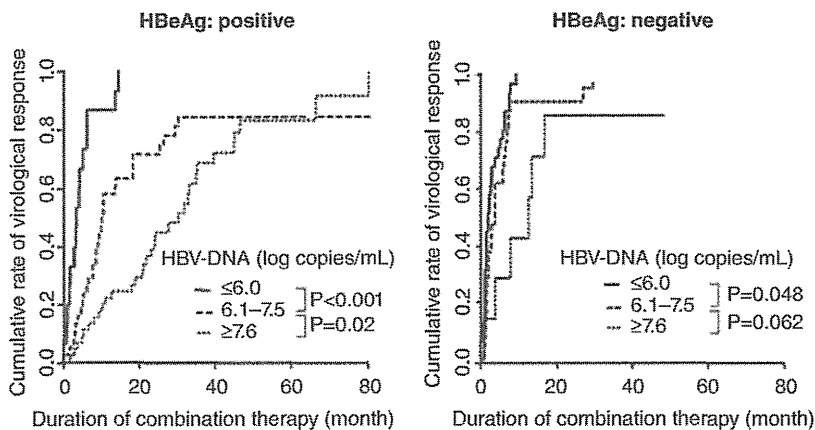 HBeAg: positive
Cumulative rate of virological response
1.0
0.8
0.6
0.4
0.2
0.0
HBV-DNA (log copies/mL)
≤6.0
6.1–7.5
≥7.6
P<0.001
P=0.02
0 20 40 60 80
Duration of combination therapy (month)
HBeAg: negative
Cumulative rate of virological response
1.0
0.8
0.6
0.4
0.2
0.0
HBV-DNA (log copies/mL)
≤6.0
6.1–7.5
≥7.6
P=0.048
P=0.062
0 20 40 60 80
Duration of combination therapy (month)